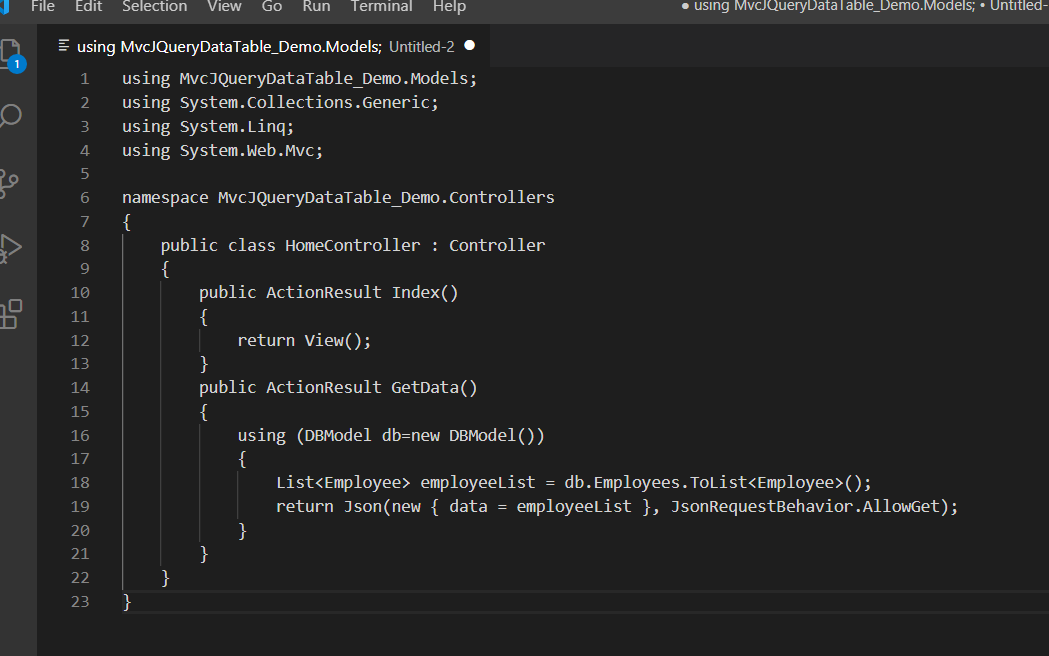 File Edit Selection View Go Run Terminal Help ● using MvcJQueryDataTable_Demo.Models; • Untitled-
using MvcJQueryDataTable_Demo.Models; Untitled-2 ●
1
1 using MvcJQueryDataTable_Demo.Models;
2 using System.Collections.Generic;
3 using System.Linq;
4 using System.Web.Mvc;
5
6 namespace MvcJQueryDataTable_Demo.Controllers
7 {
8     public class HomeController : Controller
9     {
10         public ActionResult Index()
11         {
12             return View();
13         }
14         public ActionResult GetData()
15         {
16             using (DBModel db=new DBModel())
17             {
18                 List<Employee> employeeList = db.Employees.ToList<Employee>();
19                 return Json(new { data = employeeList }, JsonRequestBehavior.AllowGet);
20             }
21         }
22     }
23 }